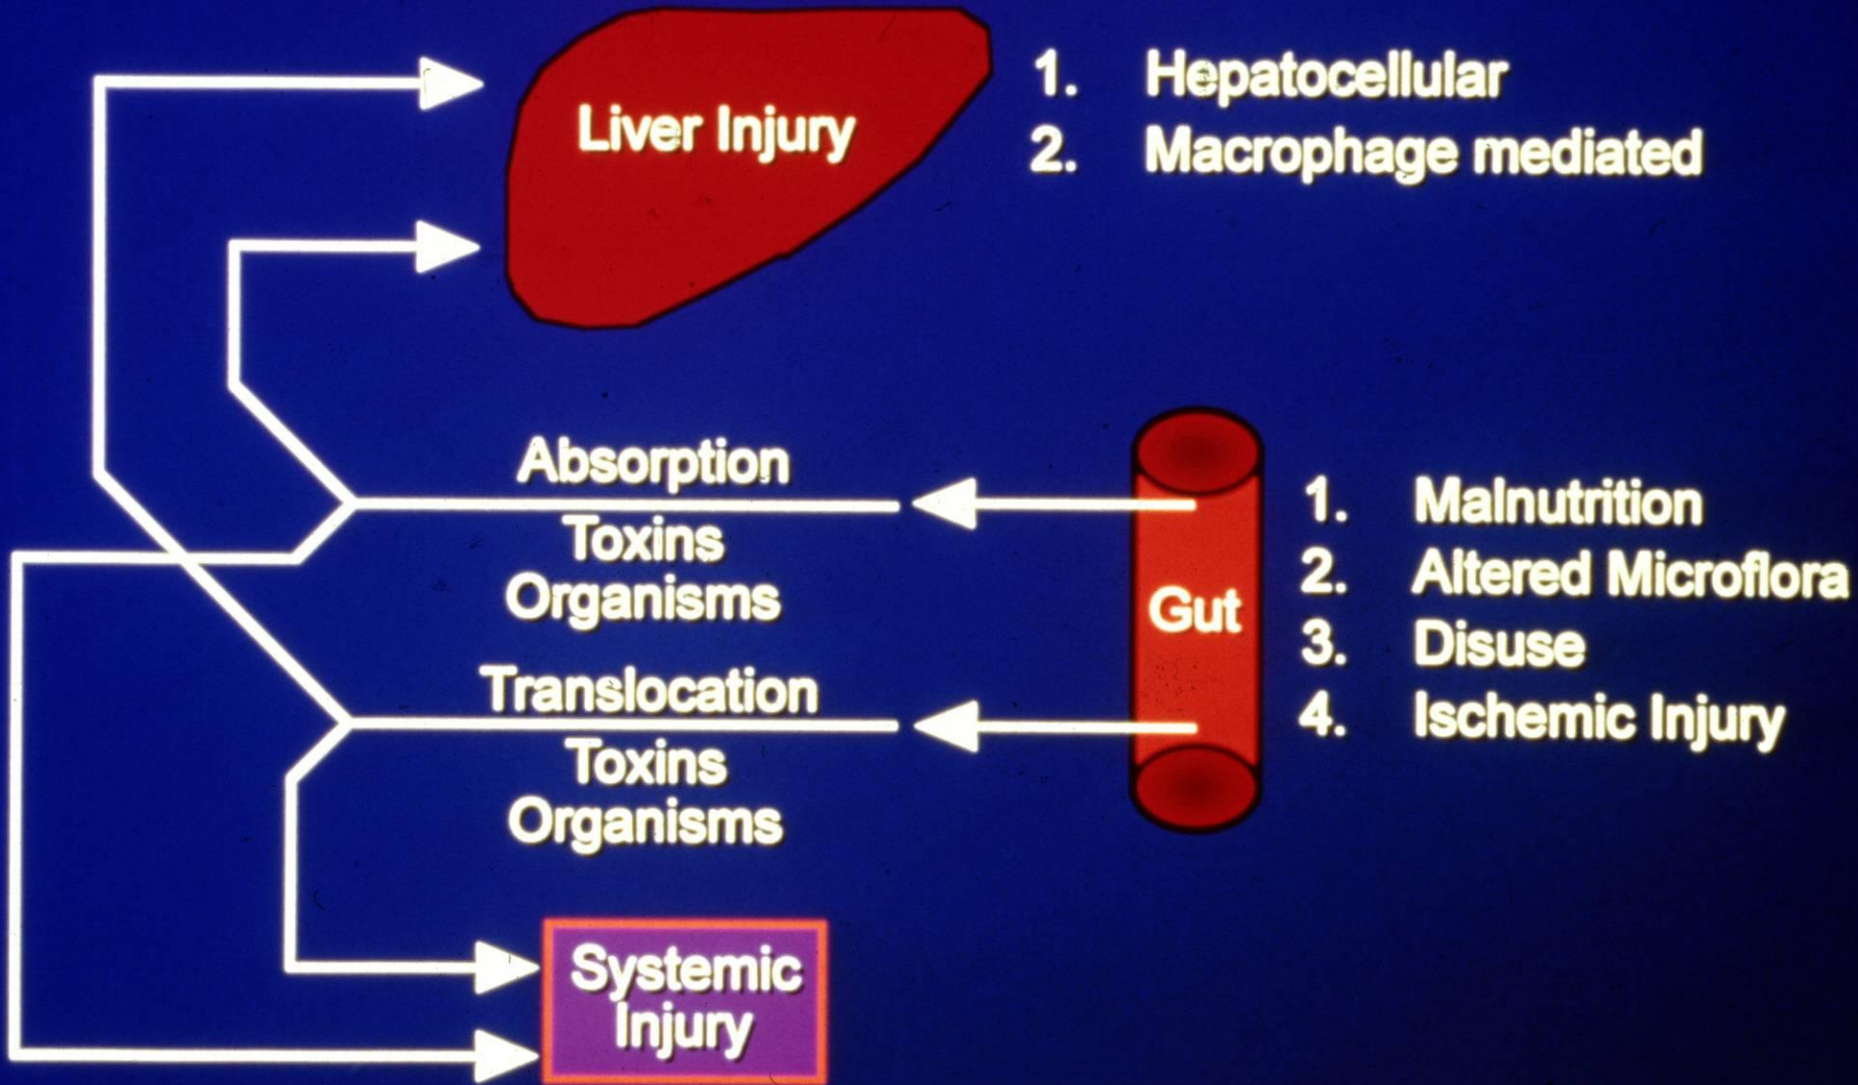 Liver Injury
1. Hepatocellular
2. Macrophage mediated
Absorption
Toxins
Organisms
Translocation
Toxins
Organisms
Gut
1. Malnutrition
2. Altered Microflora
3. Disuse
4. Ischemic Injury
Systemic
Injury